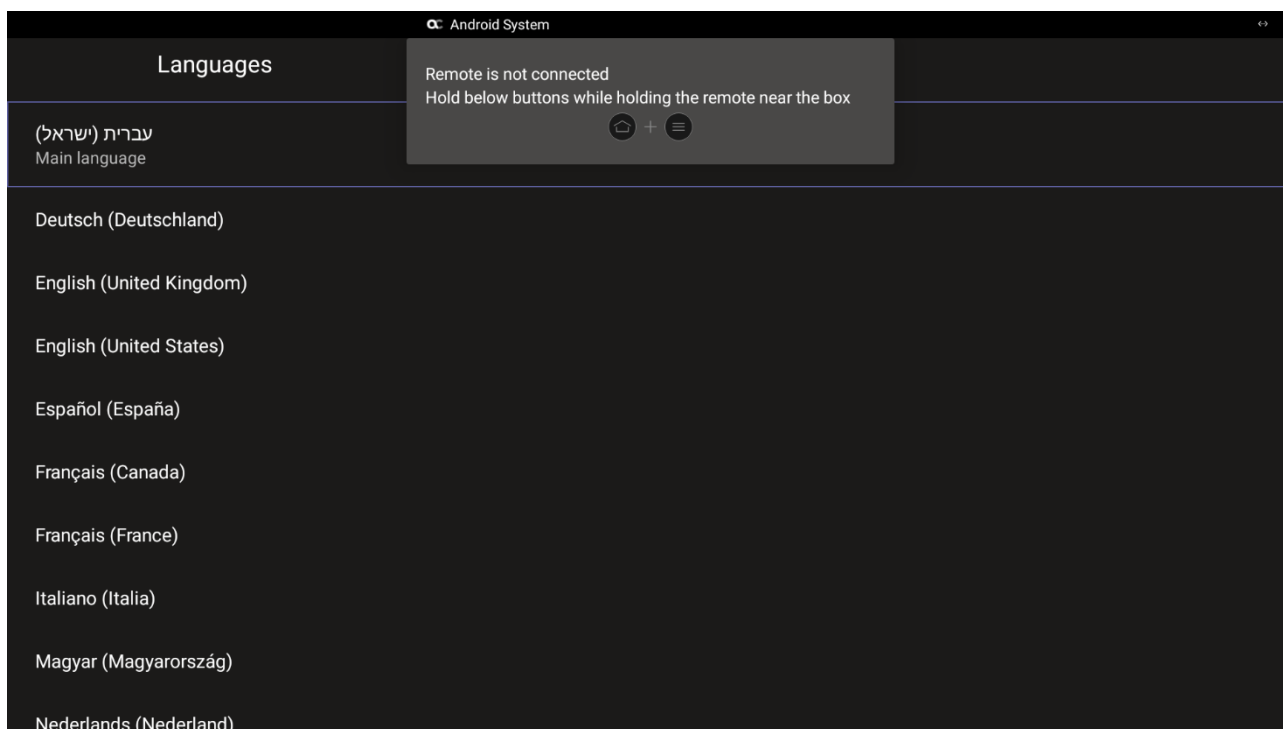 Android System
Languages
Remote is not connected
Hold below buttons while holding the remote near the box
עברית (ישראל)
Main language
Deutsch (Deutschland)
English (United Kingdom)
English (United States)
Español (España)
Français (Canada)
Français (France)
Italiano (Italia)
Magyar (Magyarország)
Nederlands (Nederland)